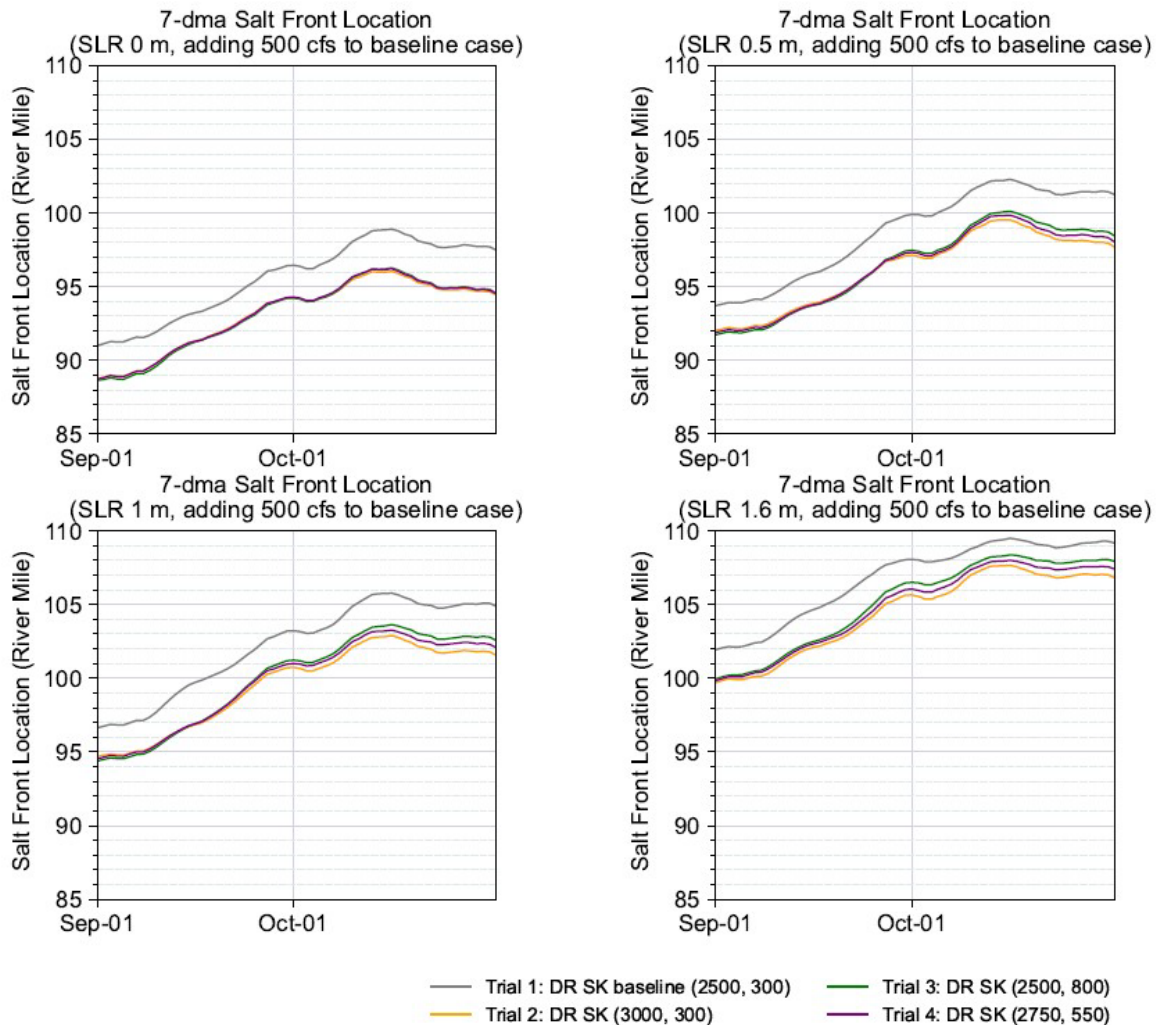 7-dma Salt Front Location
(SLR 0 m, adding 500 cfs to baseline case)
110
105
100
95
90
85
Salt Front Location (River Mile)
Sep-01
Oct-01
7-dma Salt Front Location
(SLR 0.5 m, adding 500 cfs to baseline case)
110
105
100
95
90
85
Salt Front Location (River Mile)
Sep-01
Oct-01
7-dma Salt Front Location
(SLR 1 m, adding 500 cfs to baseline case)
110
105
100
95
90
85
Salt Front Location (River Mile)
Sep-01
Oct-01
7-dma Salt Front Location
(SLR 1.6 m, adding 500 cfs to baseline case)
110
105
100
95
90
85
Salt Front Location (River Mile)
Sep-01
Oct-01
Trial 1: DR SK baseline (2500, 300)
Trial 2: DR SK (3000, 300)
Trial 3: DR SK (2500, 800)
Trial 4: DR SK (2750, 550)